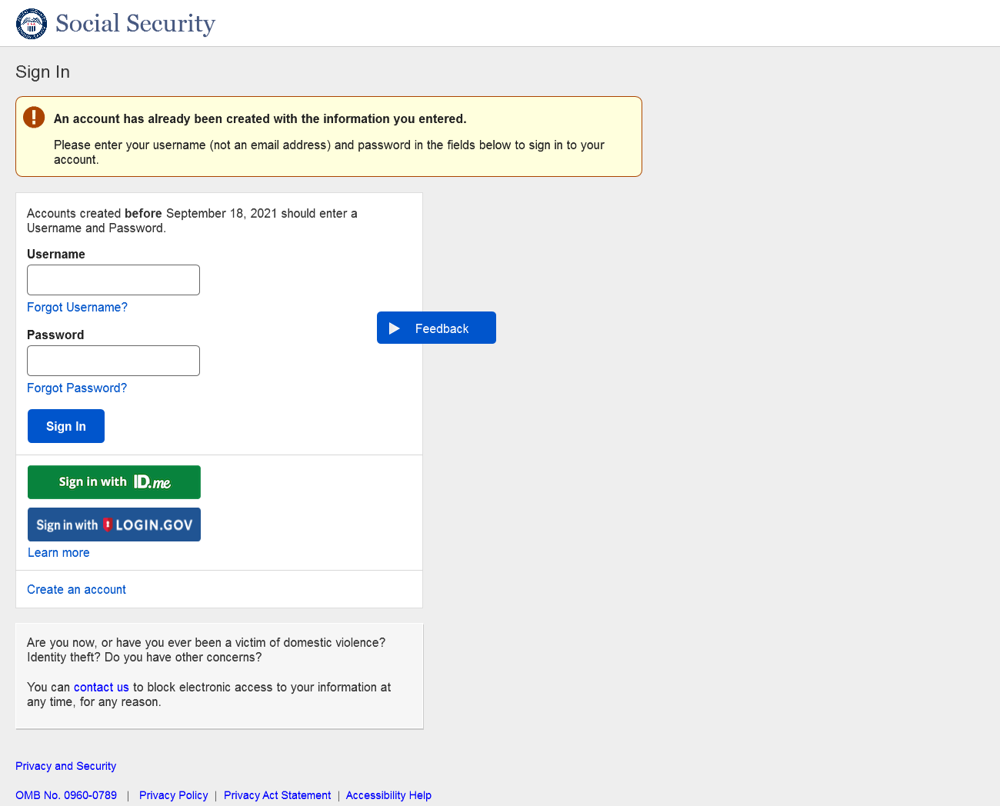 Social Security
Sign In
An account has already been created with the information you entered.
Please enter your username (not an email address) and password in the fields below to sign in to your
account.
Accounts created before September 18, 2021 should enter a
Username and Password.
Username
Forgot Username?
Feedback
Password
Forgot Password?
Sign In
Sign in with ID.me
Sign in with LOGIN.GOV
Learn more
Create an account
Are you now, or have you ever been a victim of domestic violence?
Identity theft? Do you have other concerns?
You can contact us to block electronic access to your information at
any time, for any reason.
Privacy and Security
OMB No. 0960-0789 | Privacy Policy | Privacy Act Statement | Accessibility Help